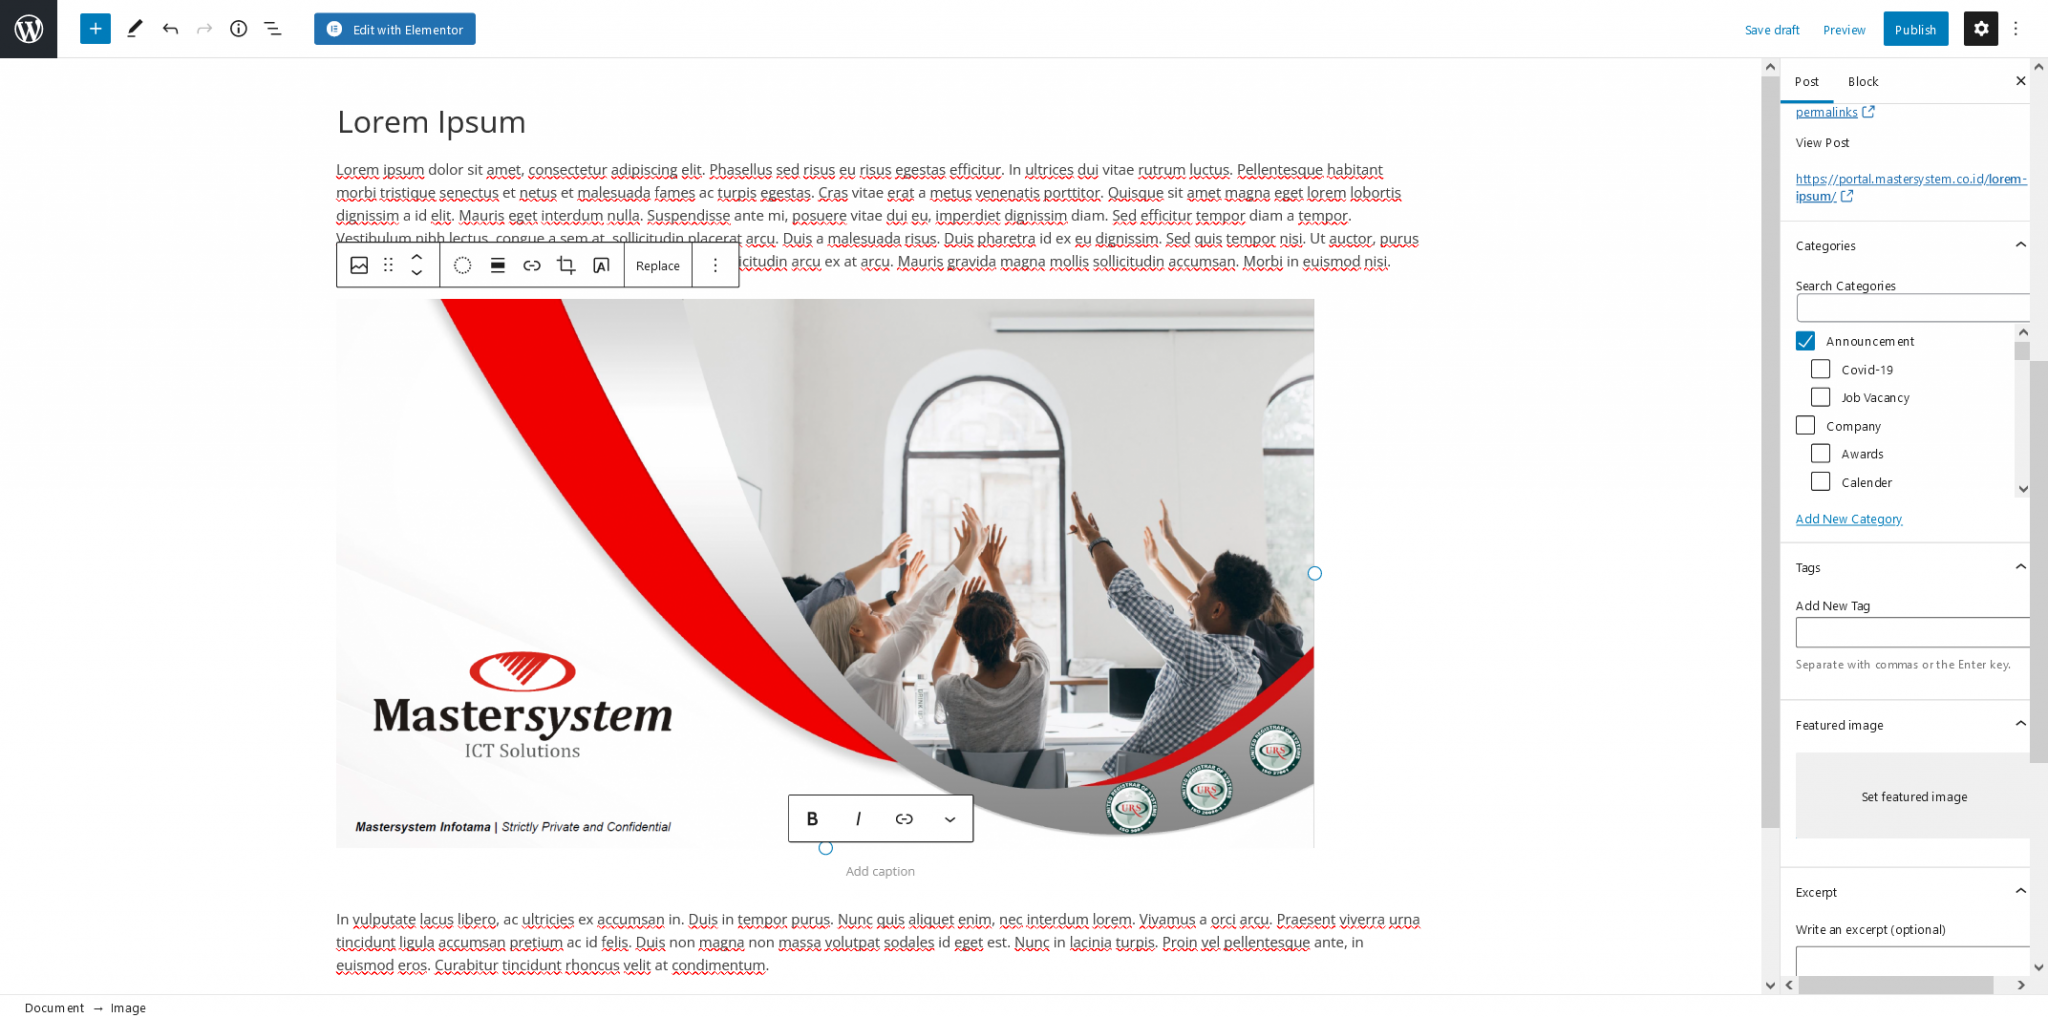 Edit with Elementor
Save draft
Preview
Publish
Post
Block
permalinks
View Post
https://portal.mastersystem.co.id/lorem-
ipsum/
Categories
Search Categories
Announcement
Covid-19
Job Vacancy
Company
Awards
Calender
Add New Category
Tags
Add New Tag
Separate with commas or the Enter key.
Featured image
Set featured image
Excerpt
Write an excerpt (optional)
Lorem Ipsum
Lorem ipsum dolor sit amet, consectetur adipiscing elit. Phasellus sed risus eu risus egestas efficitur. In ultrices dui vitae rutrum luctus. Pellentesque habitant
morbi tristique senectus et netus et malesuada fames ac turpis egestas. Cras vitae erat a metus venenatis porttitor. Quisque sit amet magna eget lorem lobortis
dignissim a id elit. Mauris eget interdum nulla. Suspendisse ante mi, posuere vitae dui eu, imperdiet dignissim diam. Sed efficitur tempor diam a tempor.
Vestibulum nibh lectus, congue a sem at, sollicitudin placerat arcu. Duis a malesuada risus. Duis pharetra id ex eu dignissim. Sed quis tempor nisi. Ut auctor, purus
icitudin arcu ex at arcu. Mauris gravida magna mollis sollicitudin accumsan. Morbi in euismod nisi.
Replace
Mastersystem
ICT Solutions
Mastersystem Infotama | Strictly Private and Confidential
URS
URS
URS
B I
Add caption
In vulputate lacus libero, ac ultricies ex accumsan in. Duis in tempor purus. Nunc quis aliquet enim, nec interdum lorem. Vivamus a orci arcu. Praesent viverra urna
tincidunt ligula accumsan pretium ac id felis. Duis non magna non massa volutpat sodales id eget est. Nunc in lacinia turpis. Proin vel pellentesque ante, in
euismod eros. Curabitur tincidunt rhoncus velit at condimentum.
Document → Image